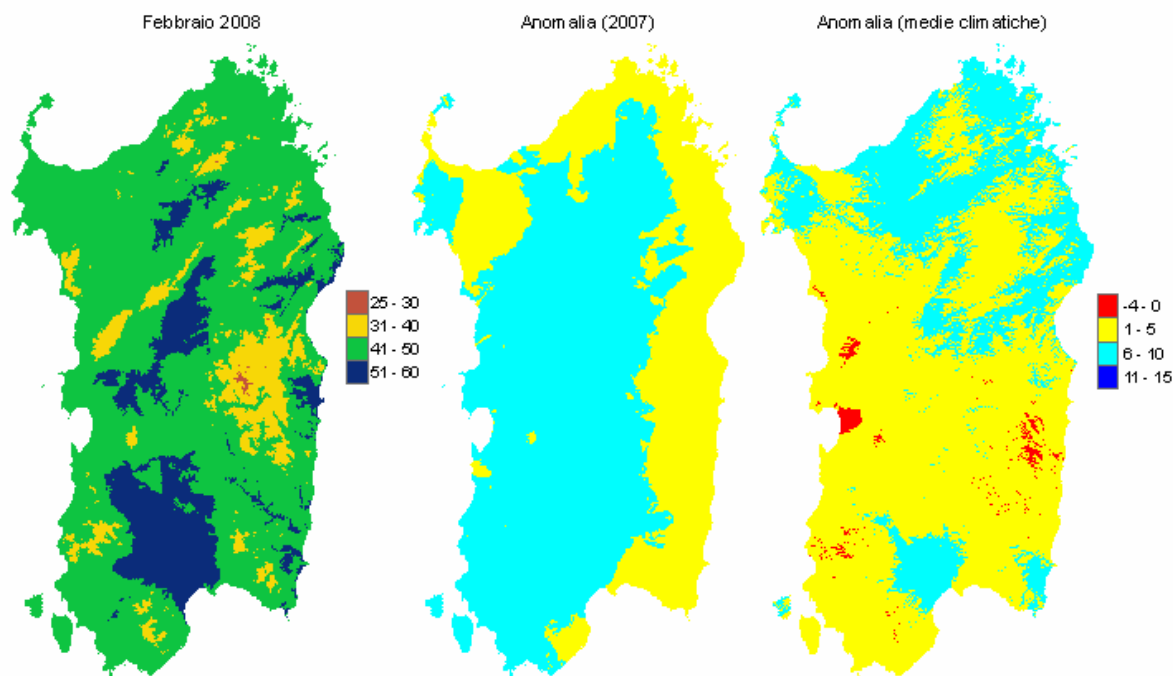 Febbraio 2008
Anomalia (2007)
Anomalia (medie climatiche)
25 - 30
31 - 40
41 - 50
51 - 60
-4 - 0
1 - 5
6 - 10
11 - 15